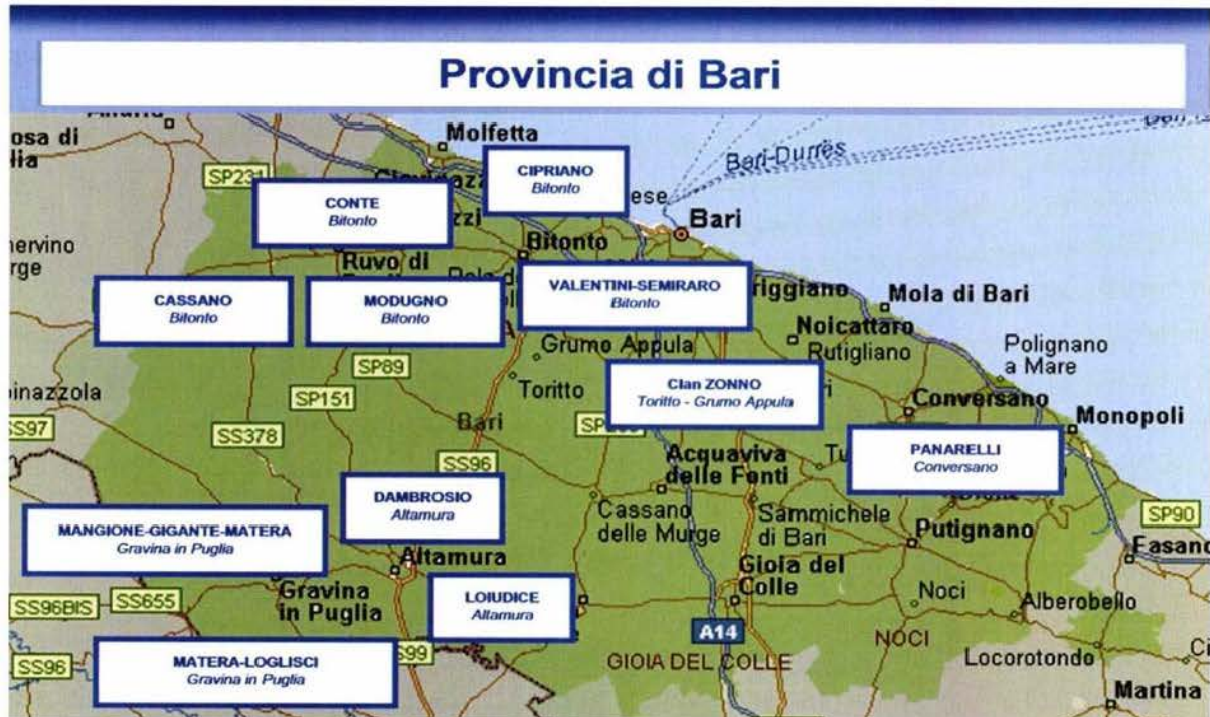 Provincia di Bari
Molfetta
CIPRIANO
Bitonto
Bari-Durrës
SP231
CONTE
Bitonto
Bari
Bitonto
Ruvo di
CASSANO
Bitonto
MODUGNO
Bitonto
VALENTINI-SEMIRARO
Bitonto
Mola di Bari
Noicattaro
Rutigliano
Grumo Appula
Polignano
a Mare
SP89
Toritto
Clan ZONNO
Toritto - Grumo Appula
SP151
Conversano
Bari
Monopoli
SS97
SS378
PANARELLI
Conversano
Acquaviva
delle Fonti
SS96
DAMBROSIO
Altamura
Cassano
delle Murge
Sammichele
di Bari
SP90
MANGIONE-GIGANTE-MATERA
Gravina in Puglia
Putignano
Fasano
Altamura
Gioia del
Colle
Gravina
in Puglia
LOIUDICE
Altamura
SS96BIS
SS655
Noci
Alberobello
A14
NOCI
MATERA-LOGLISCI
Gravina in Puglia
SS96
S99
GIOIA DEL COLLE
Locorotondo
Martina